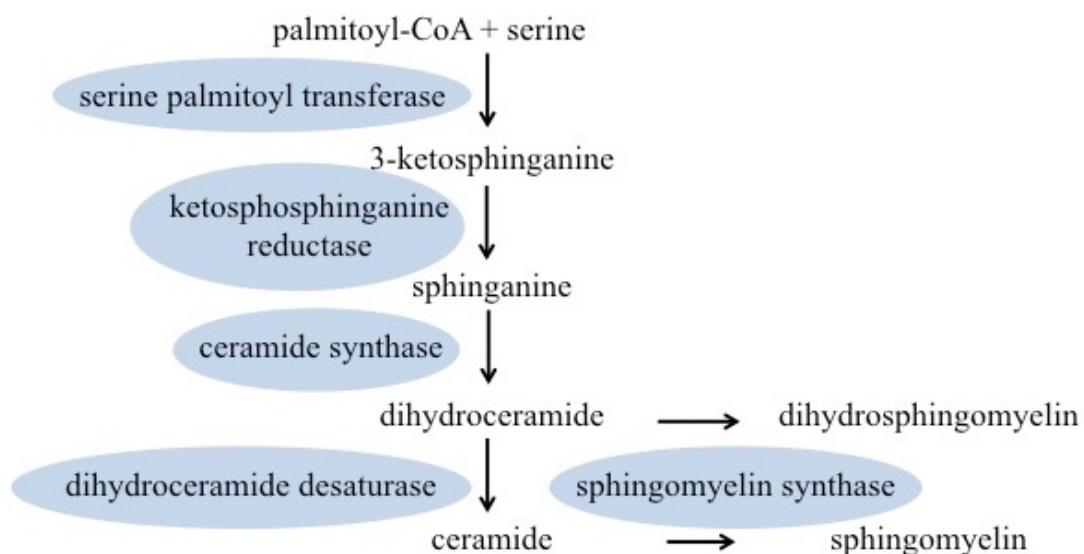 palmitoyl-CoA + serine
serine palmitoyl transferase
3-ketosphinganine
ketosphosphinganine
reductase
sphinganine
ceramide synthase
dihydroceramide
dihydrosphingomyelin
dihydroceramide desaturase
sphingomyelin synthase
ceramide
sphingomyelin